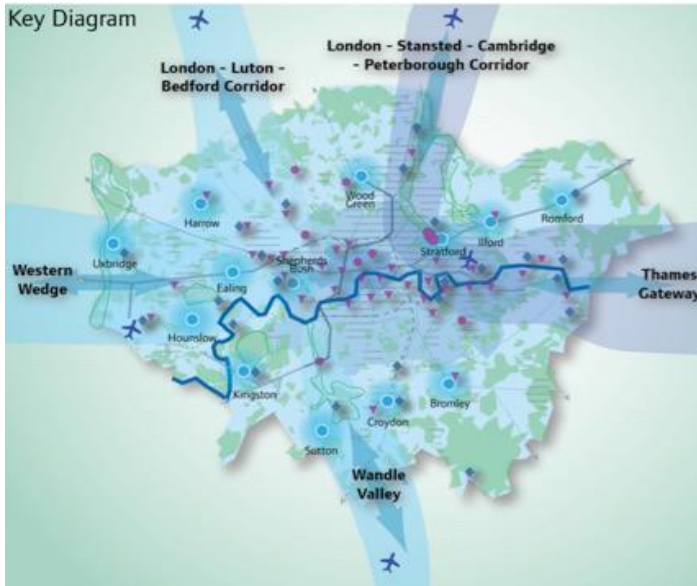 Key Diagram
London - Luton -
Bedford Corridor
London - Stansted - Cambridge
- Peterborough Corridor
Wood
Green
Harrow
Romford
Ilford
Stratford
Uxbridge
Shepherds
Bush
Western
Wedge
Ealing
Thames
Gateway
Hounslow
Kingston
Bromley
Croydon
Sutton
Wandle
Valley